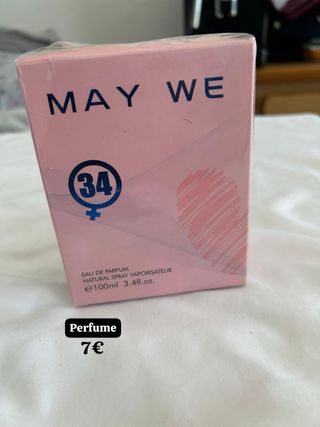 MAY WE
34
EAU DE PARFUM
NATURAL SPRAY VAPORISATEUR
℮100ml 3.4fl.oz.
Perfume
7€